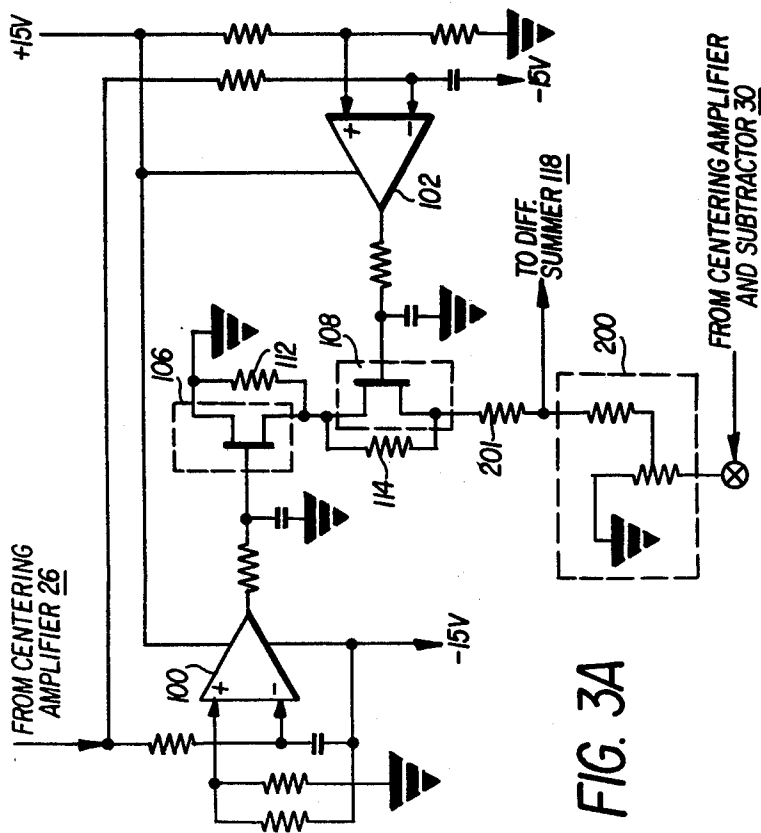 FROM CENTERING
AMPLIFIER 26
+15V
100
+
-
-15V
106
112
108
114
102
+
-
-15V
201
TO DIFF.
SUMMER 118
200
FROM CENTERING AMPLIFIER
AND SUBTRACTOR 30
FIG. 3A